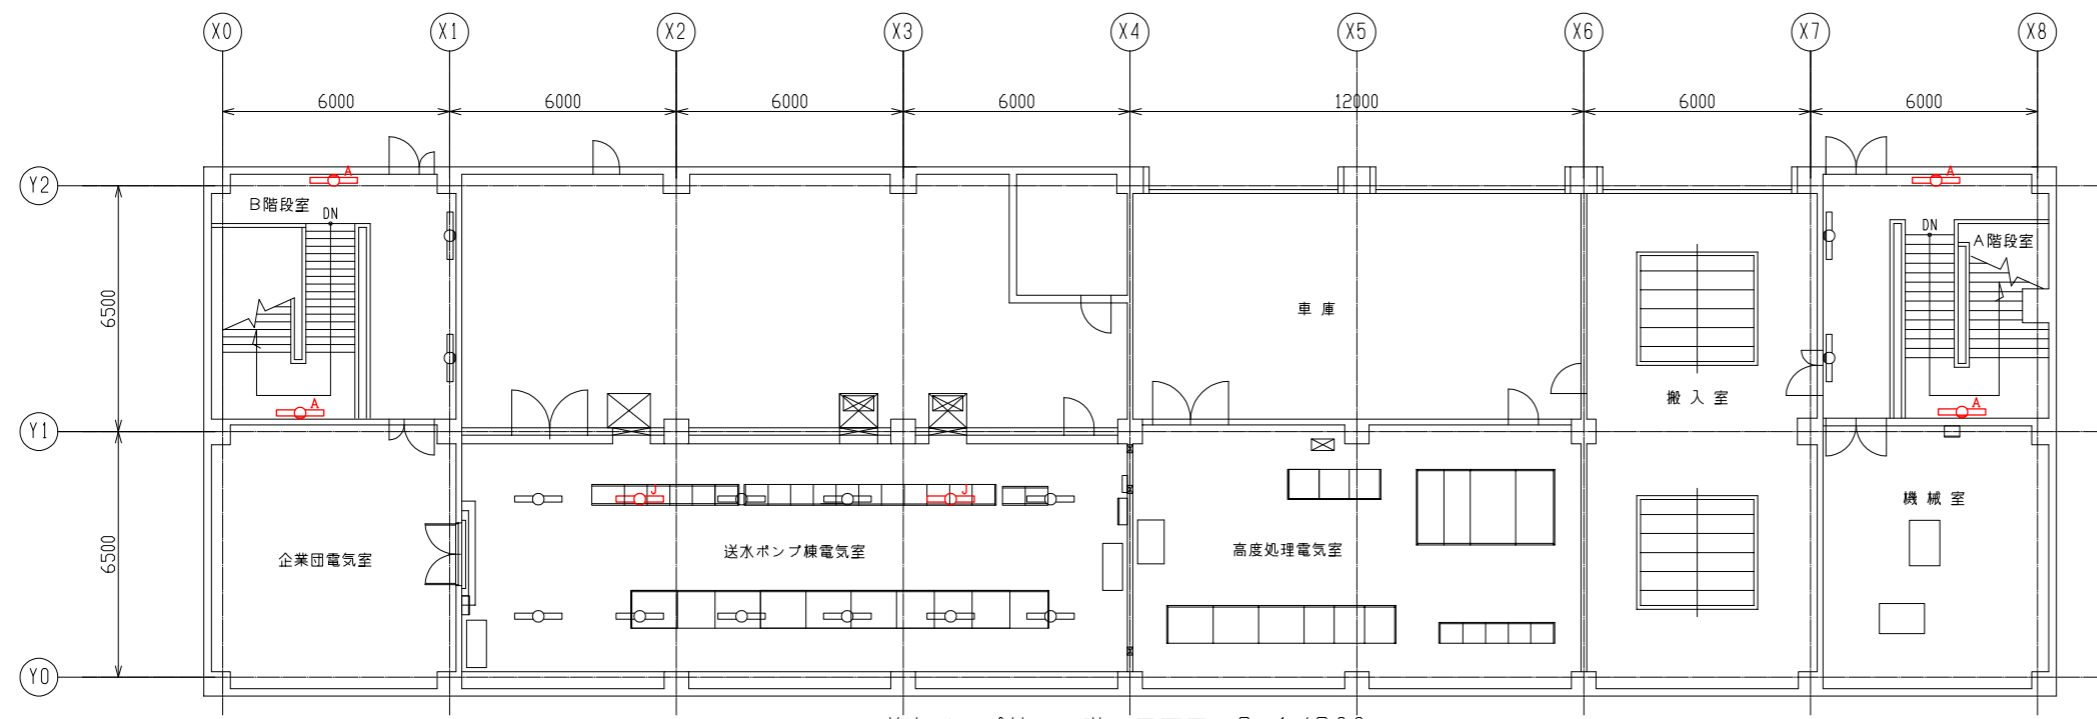 X0 X1 X2 X3 X4 X5 X6 X7 X8
6000 6000 6000 6000 12000 6000 6000
Y2
A
A
B階段室
DN
DN
A階段室
6500
車庫
搬入室
A
A
Y1
J
J
機械室
企業団電気室
送水ポンプ棟電気室
高度処理電気室
6500
Y0